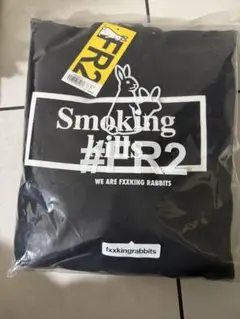 #FR2
Smoking
kills
#FR2
WE ARE FXXKING RABBITS
fxxkingrabbits